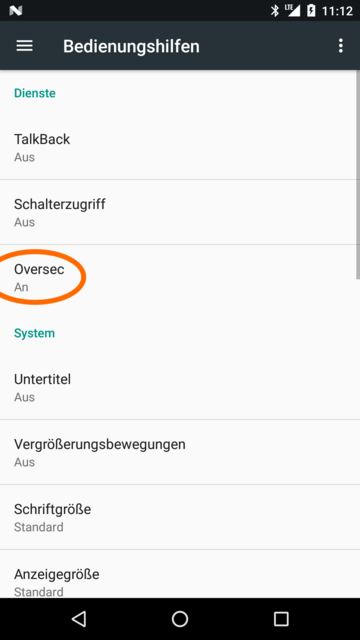 LTE 11:12
Bedienungshilfen
Dienste
TalkBack
Aus
Schalterzugriff
Aus
Oversec
An
System
Untertitel
Aus
Vergrößerungsbewegungen
Aus
Schriftgröße
Standard
Anzeigegröße
Standard